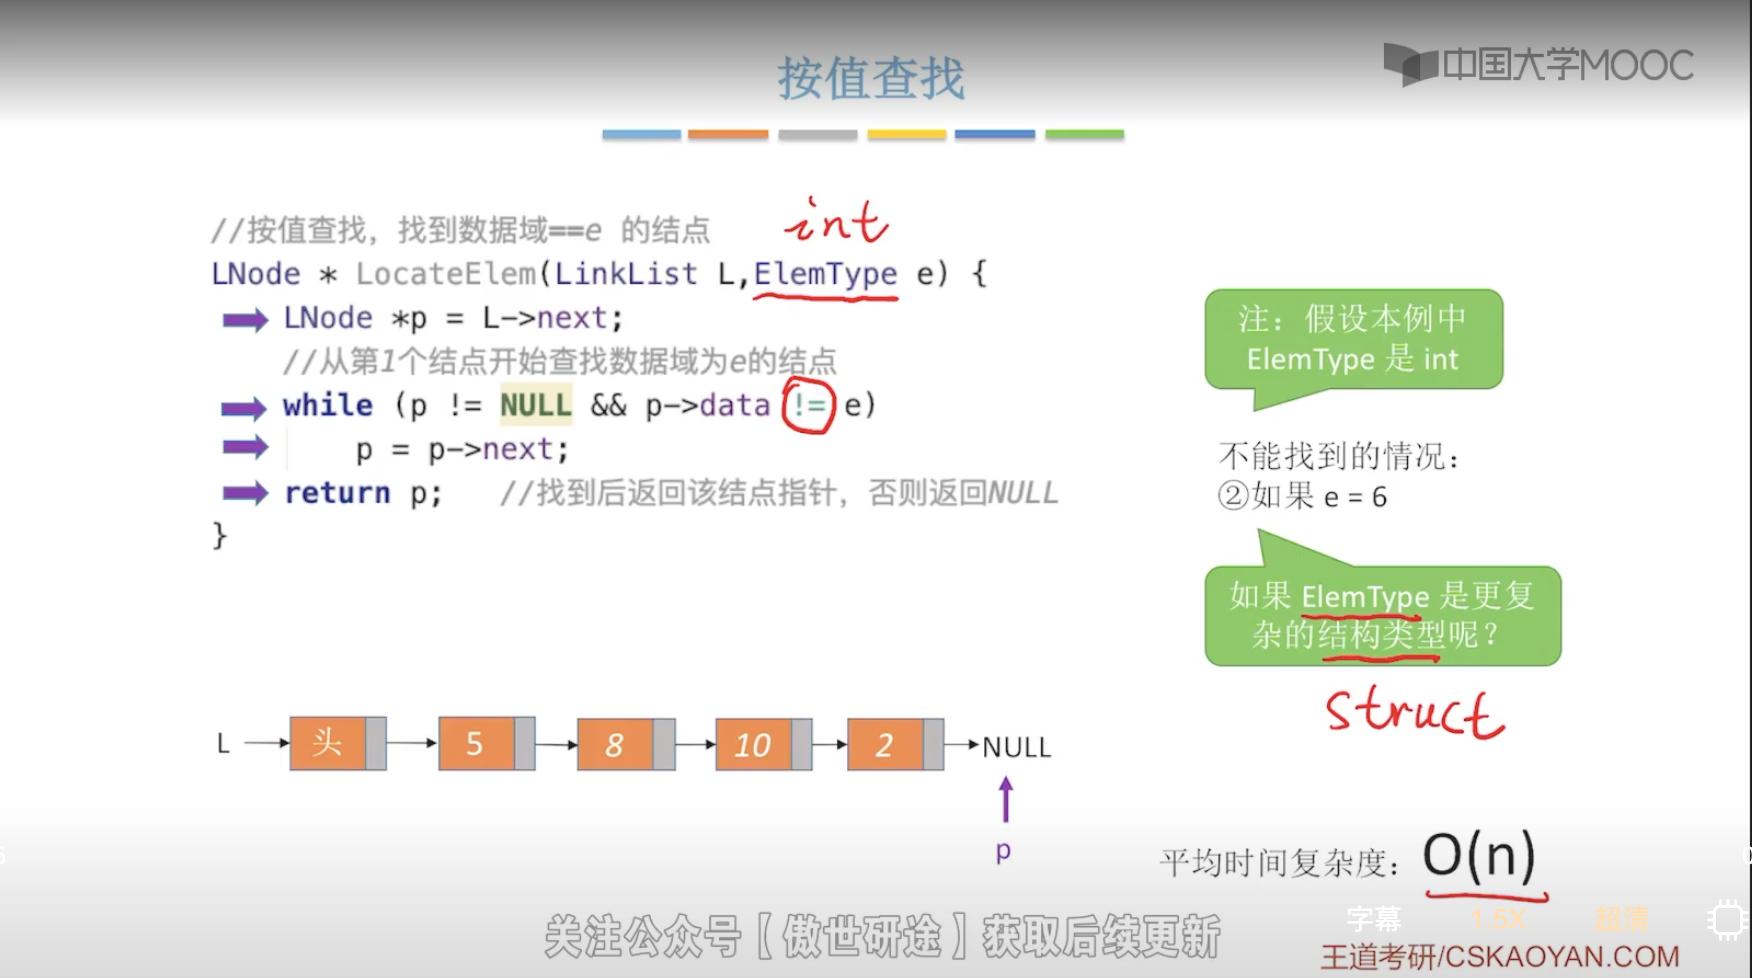 按值查找
中国大学MOOC
//按值查找，找到数据域==e 的结点
int
LNode * LocateElem(LinkList L,ElemType e) {
LNode *p = L->next;
//从第1个结点开始查找数据域为e的结点
while (p != NULL && p->data != e)
p = p->next;
return p; //找到后返回该结点指针，否则返回NULL
}
注：假设本例中
ElemType 是 int
不能找到的情况：
②如果 e = 6
如果 ElemType 是更复
杂的结构类型呢？
struct
L 头 5 8 10 2 NULL
p
平均时间复杂度：O(n)
字幕 1.5X 超清
关注公众号【傲世研途】获取后续更新
王道考研/CSKAOYAN.COM